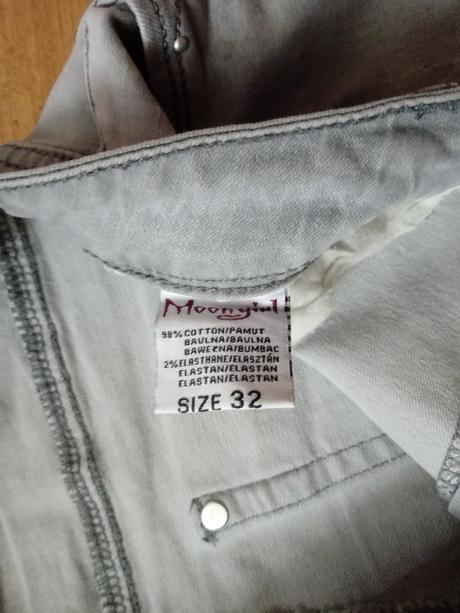 Moongirl
98% COTTON/PAMUT
BAVLNA/BAVLNA
BAWEŁNA/BUMBAC
2% ELASTHANE/ELASZTÁN
ELASTAN/ELASTAN
ELASTAN/ELASTAN
SIZE 32